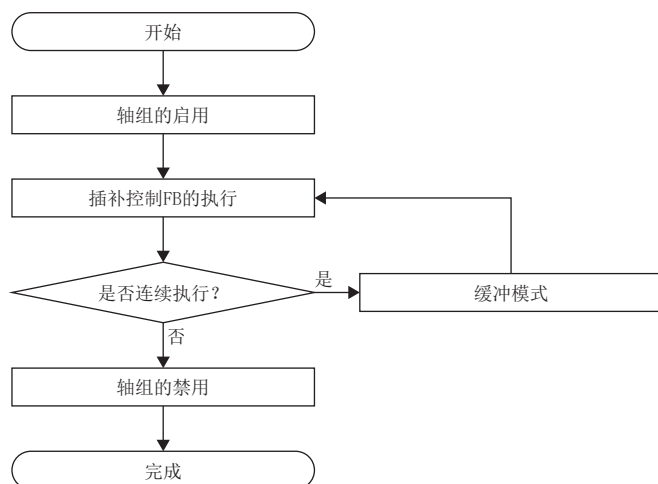 开始
轴组的启用
插补控制FB的执行
是否连续执行？
是
缓冲模式
否
轴组的禁用
完成